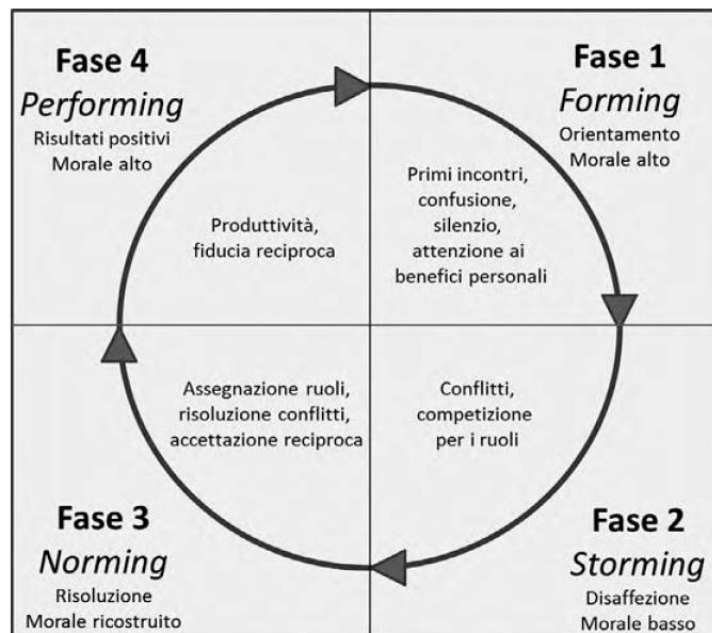 Fase 4
Performing
Risultati positivi
Morale alto
Produttività,
fiducia reciproca
Fase 1
Forming
Orientamento
Morale alto
Primi incontri,
confusione,
silenzio,
attenzione ai
benefici personali
Assegnazione ruoli,
risoluzione conflitti,
accettazione reciproca
Fase 3
Norming
Risoluzione
Morale ricostruito
Conflitti,
competizione
per i ruoli
Fase 2
Storming
Disaffezione
Morale basso